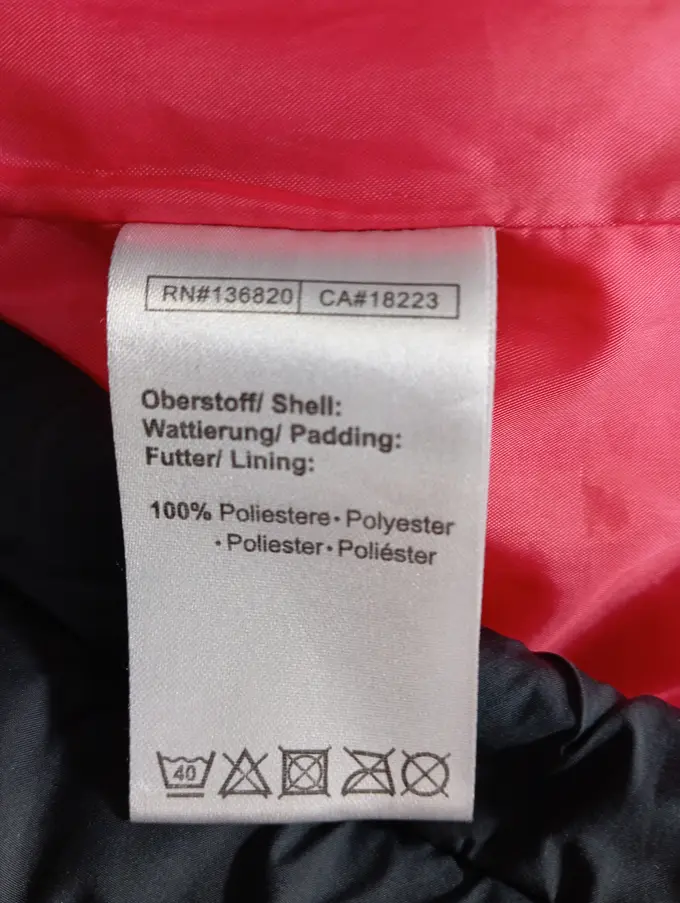 RN#136820 CA#18223
Oberstoff/ Shell:
Wattierung/ Padding:
Futter/ Lining:
100% Poliestere • Polyester
• Poliester • Poliéster
40